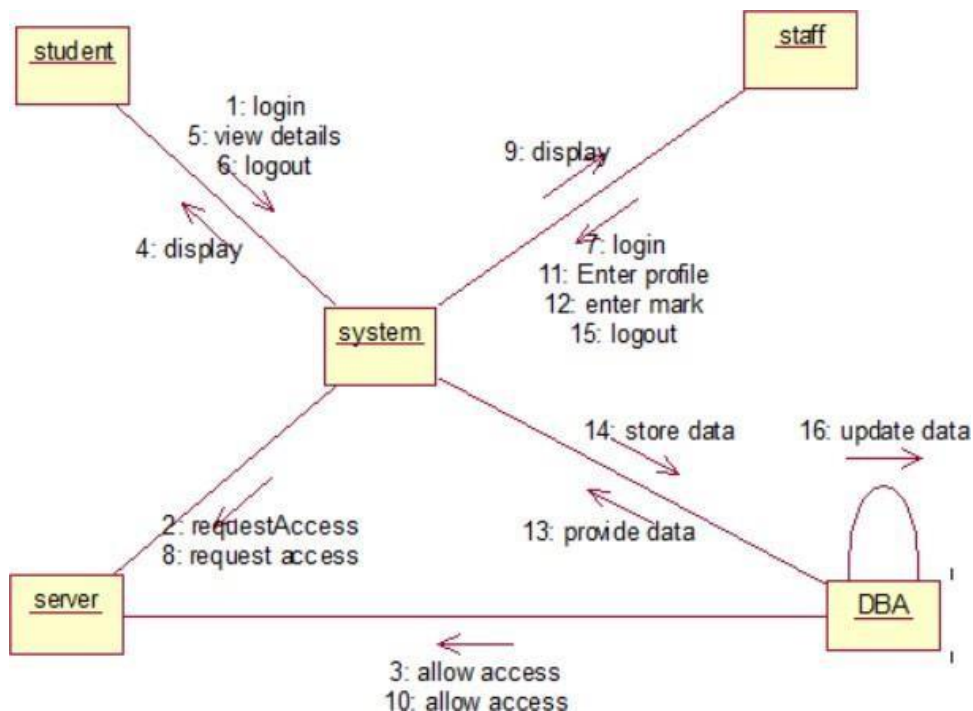 student
staff
1: login
5: view details
6: logout
9: display
4: display
7: login
11: Enter profile
12: enter mark
15: logout
system
14: store data
16: update data
2: requestAccess
8: request access
13: provide data
server
DBA
3: allow access
10: allow access